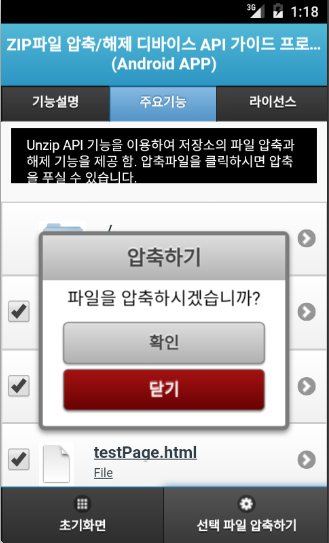 3G 1:18
ZIP파일 압축/해제 디바이스 API 가이드 프로...
(Android APP)
기능설명 주요기능 라이선스
Unzip API 기능을 이용하여 저장소의 파일 압축과
해제 기능을 제공 함. 압축파일을 클릭하시면 압축
을 푸실 수 있습니다.
/
압축하기
파일을 압축하시겠습니까?
확인
닫기
testPage.html
File
초기화면 선택 파일 압축하기